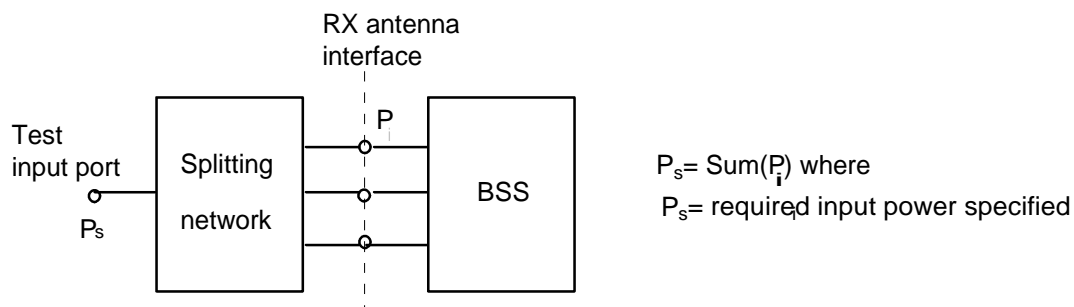 RX antenna
interface
Test
input port
Ps
Splitting
network
Pi
BSS
Ps= Sum(Pi) where
Ps= required input power specified